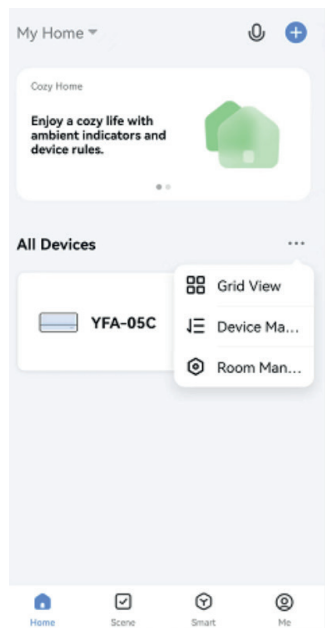 My Home
Cozy Home
Enjoy a cozy life with
ambient indicators and
device rules.
All Devices
Grid View
YFA-05C
Device Ma...
Room Man...
Home
Scene
Smart
Me